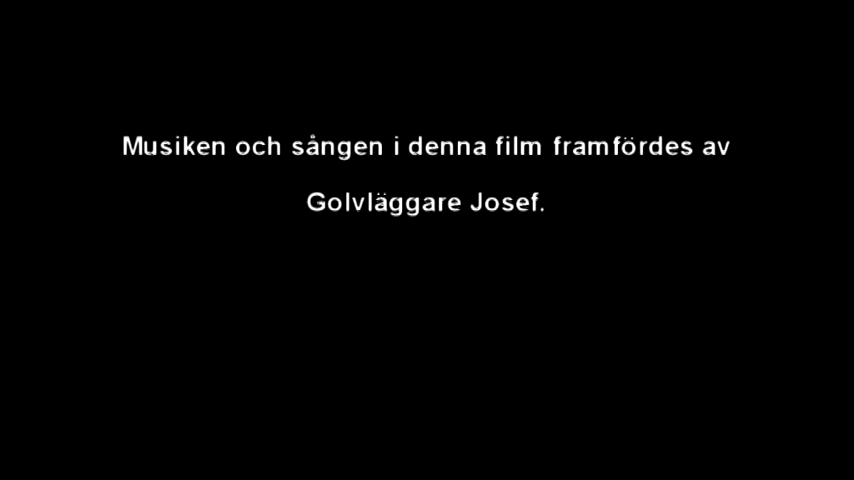 Musiken och sången i denna film framfördes av
Golvläggare Josef.